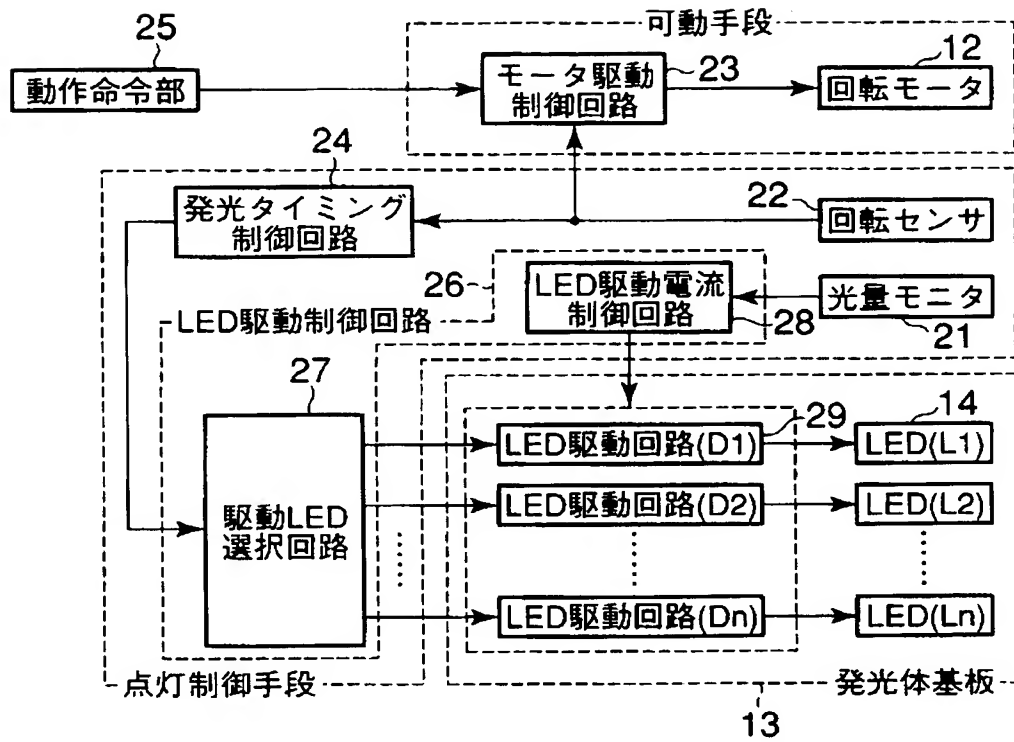 可動手段
25
動作命令部
モータ駆動
制御回路
23
12
回転モータ
24
発光タイミング
制御回路
22
回転センサ
26
LED駆動電流
制御回路
28
光量モニタ
21
LED駆動制御回路
27
駆動LED
選択回路
29
14
LED駆動回路(D1)
LED(L1)
LED駆動回路(D2)
LED(L2)
LED駆動回路(Dn)
LED(Ln)
点灯制御手段
発光体基板
13